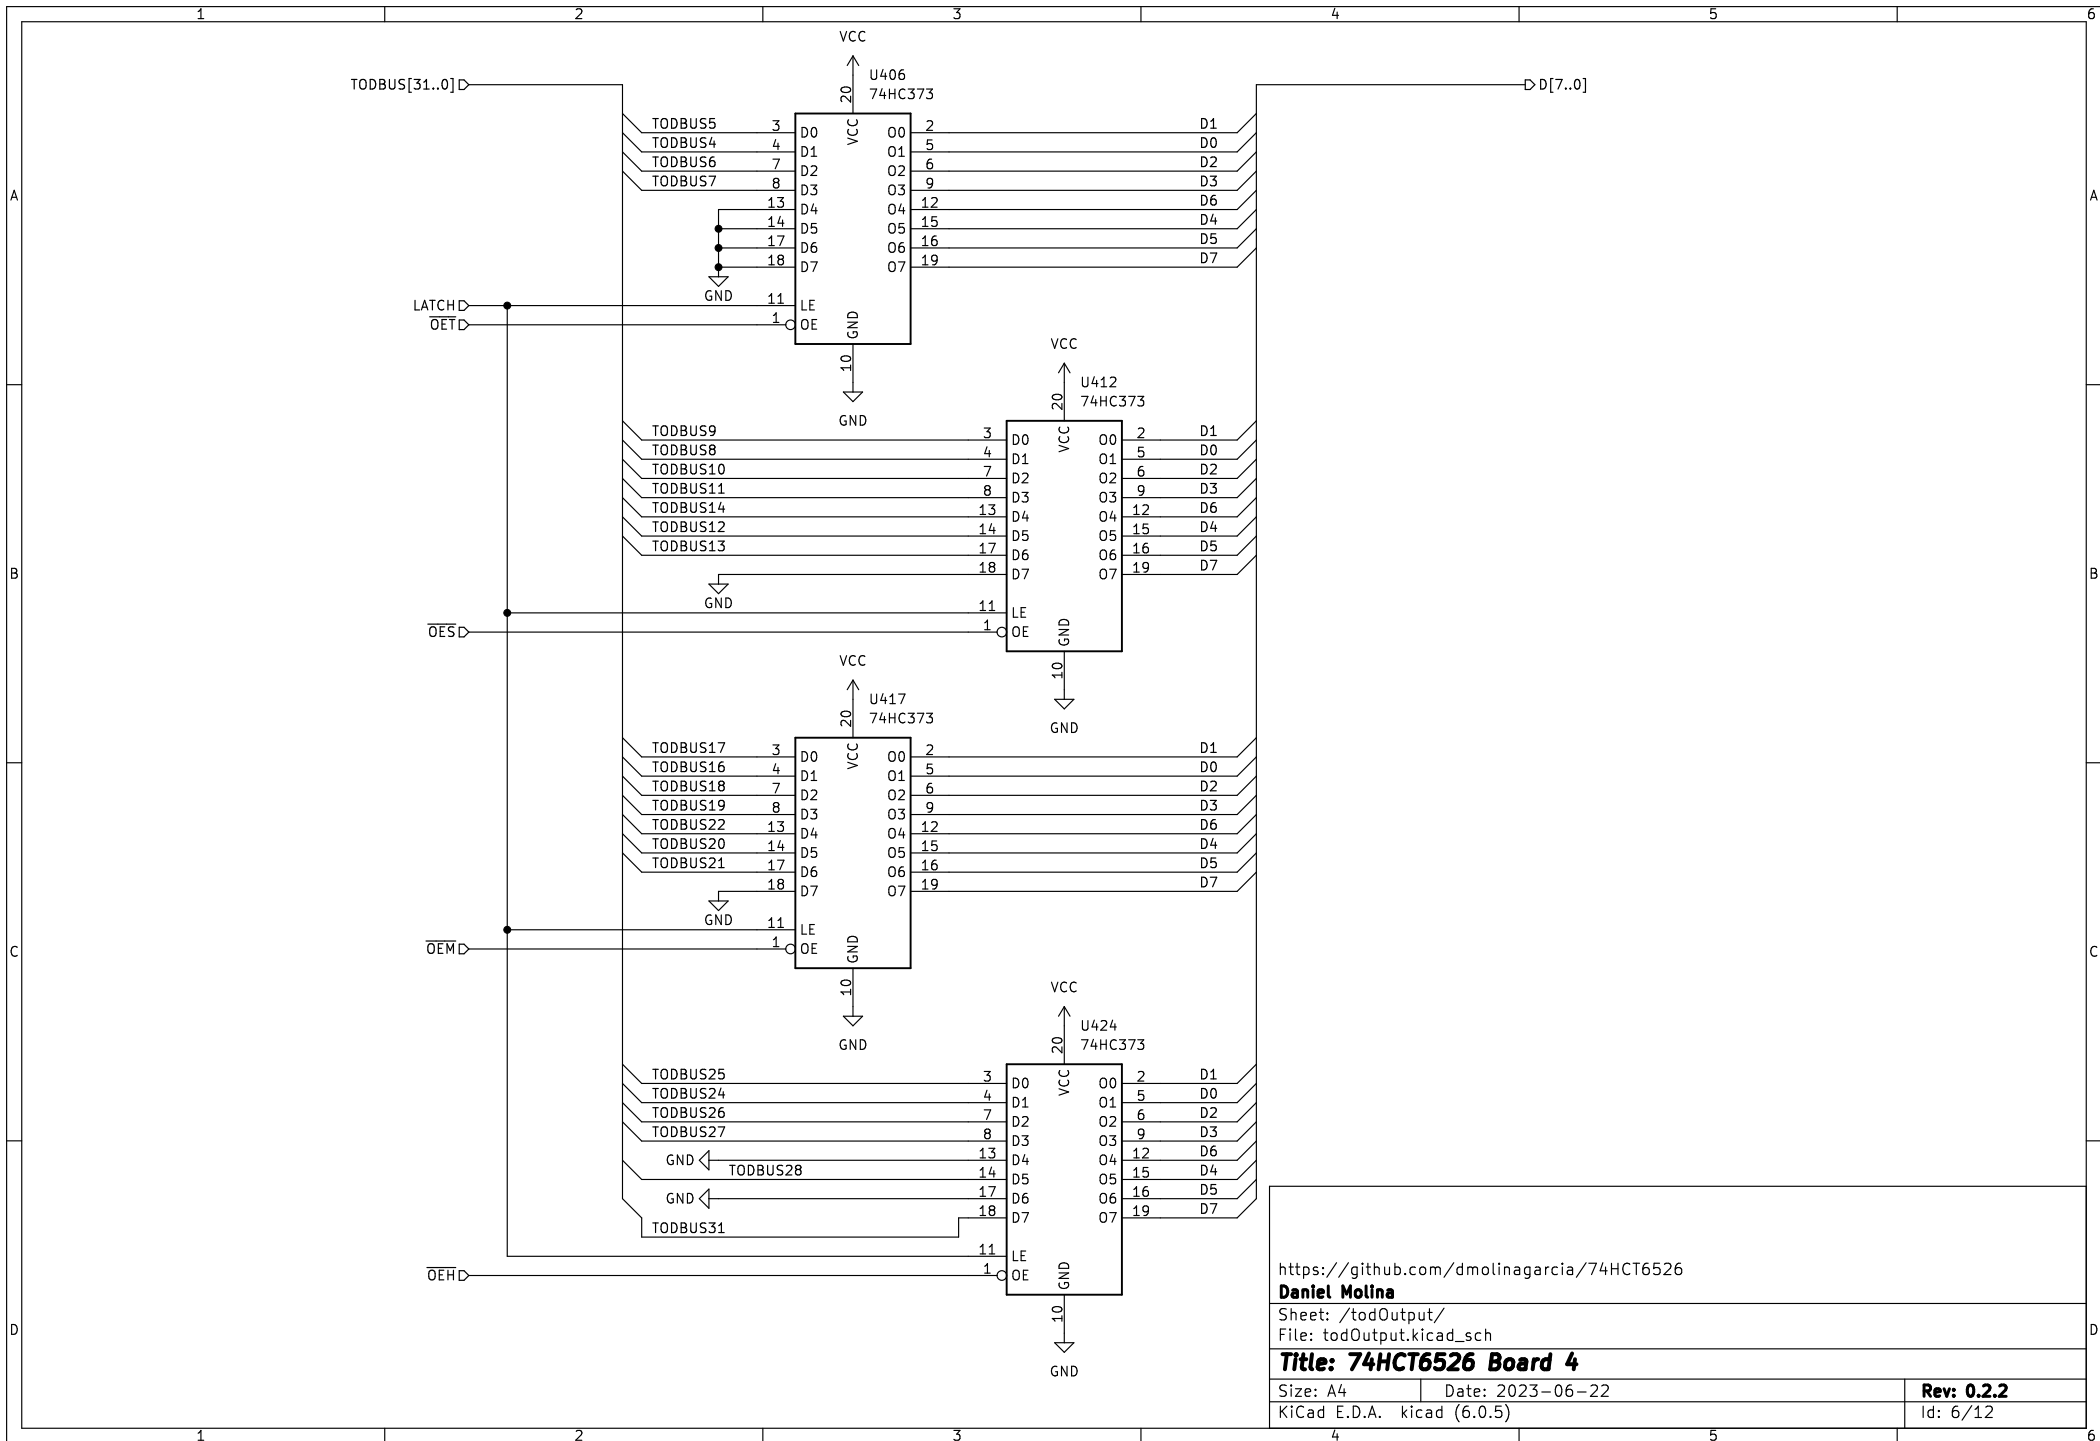 1 2 3 4 5 6
VCC
TODBUS[31..0] U406 D[7..0]
74HC373
20
TODBUS5 3 D0 VCC O0 2 D1
TODBUS4 4 D1 O1 5 D0
TODBUS6 7 D2 O2 6 D2
TODBUS7 8 D3 O3 9 D3
A 13 D4 O4 12 D6 A
14 D5 O5 15 D4
17 D6 O6 16 D5
18 D7 O7 19 D7
GND
LATCH 11 LE
OET 1 OE GND
10
GND
VCC
U412
74HC373
20
TODBUS9 3 D0 VCC O0 2 D1
TODBUS8 4 D1 O1 5 D0
TODBUS10 7 D2 O2 6 D2
TODBUS11 8 D3 O3 9 D3
TODBUS14 13 D4 O4 12 D6
TODBUS12 14 D5 O5 15 D4
TODBUS13 17 D6 O6 16 D5
B 18 D7 O7 19 D7 B
GND
11 LE
OES 1 OE GND
10
GND
VCC
U417
74HC373
20
TODBUS17 3 D0 VCC O0 2 D1
TODBUS16 4 D1 O1 5 D0
TODBUS18 7 D2 O2 6 D2
TODBUS19 8 D3 O3 9 D3
TODBUS22 13 D4 O4 12 D6
TODBUS20 14 D5 O5 15 D4
TODBUS21 17 D6 O6 16 D5
18 D7 O7 19 D7
GND
11 LE
C OEM 1 OE GND C
10
GND
VCC
U424
74HC373
20
TODBUS25 3 D0 VCC O0 2 D1
TODBUS24 4 D1 O1 5 D0
TODBUS26 7 D2 O2 6 D2
TODBUS27 8 D3 O3 9 D3
GND 13 D4 O4 12 D6
TODBUS28 14 D5 O5 15 D4
GND 17 D6 O6 16 D5
TODBUS31 18 D7 O7 19 D7
11 LE
OEH 1 OE GND
10
GND
D D
https://github.com/dmolinagarcia/74HCT6526
Daniel Molina
Sheet: /todOutput/
File: todOutput.kicad_sch
Title: 74HCT6526 Board 4
Size: A4 Date: 2023-06-22 Rev: 0.2.2
KiCad E.D.A. kicad (6.0.5) Id: 6/12
1 2 3 4 5 6